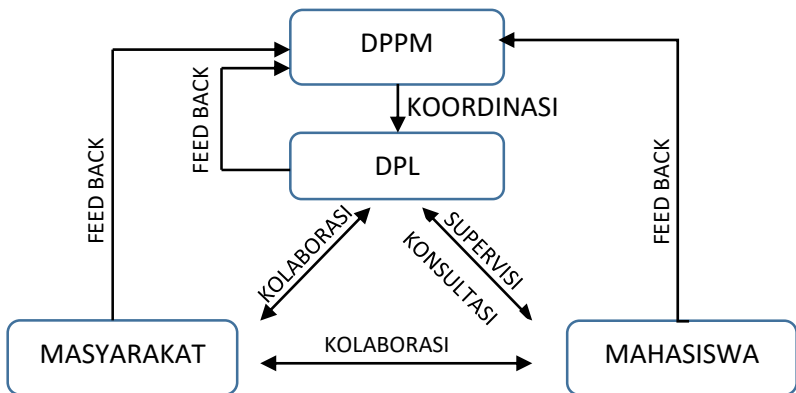 DPPM
KOORDINASI
FEED BACK
FEED BACK
FEED BACK
DPL
KOLABORASI
SUPERVISI
KONSULTASI
MASYARAKAT
KOLABORASI
MAHASISWA